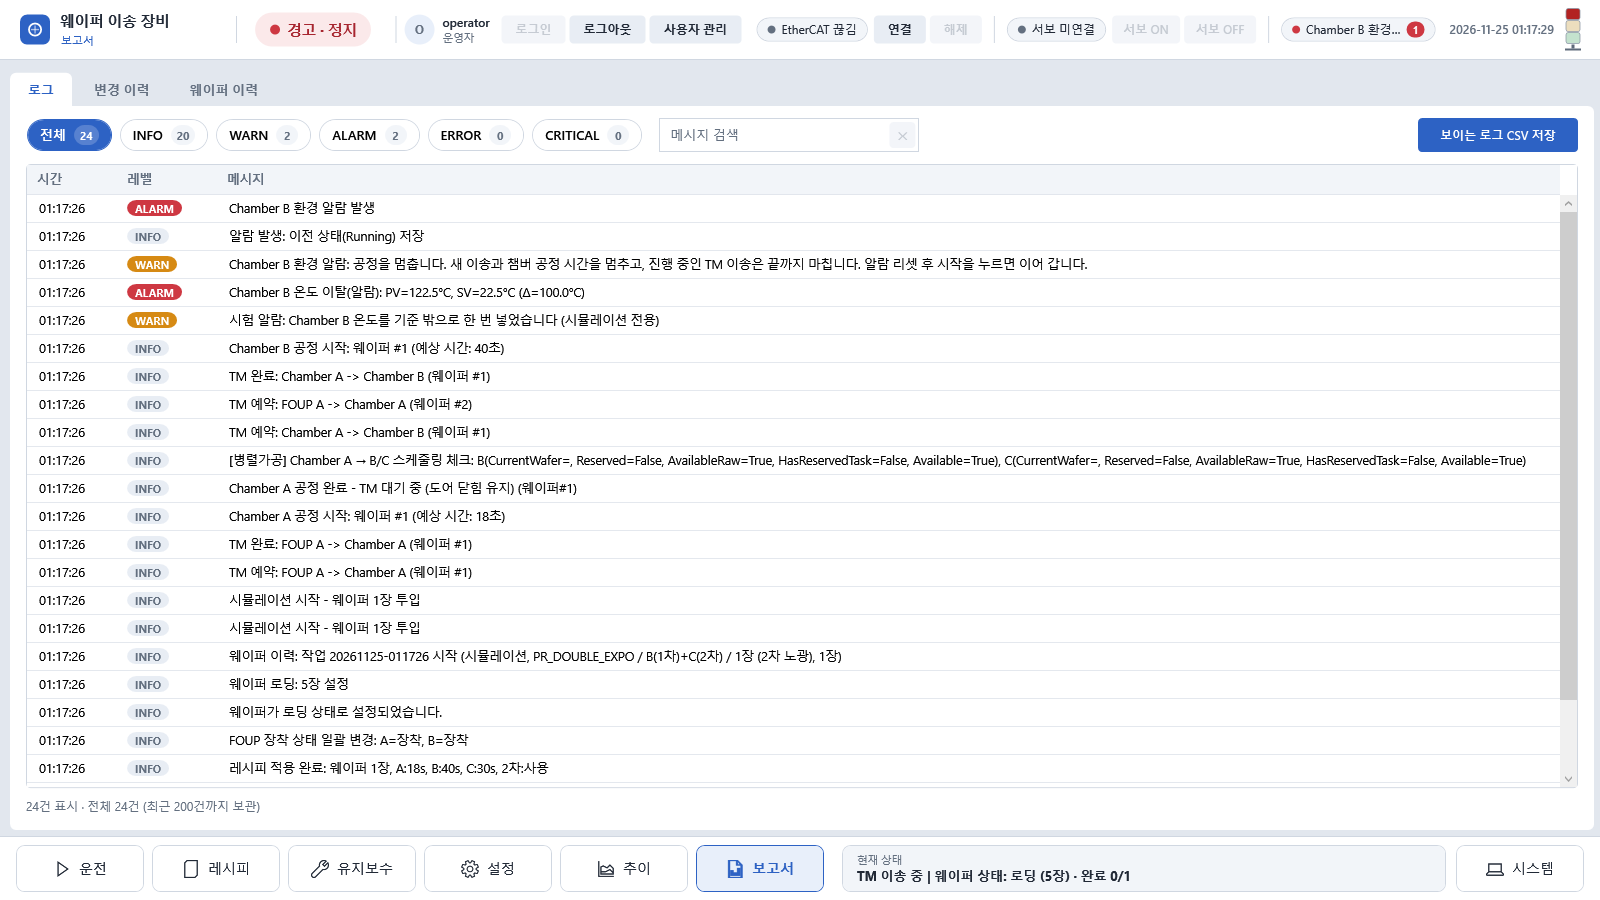 웨이퍼 이송 장비
보고서
경고 · 정지
O
operator
운영자
로그인
로그아웃
사용자 관리
EtherCAT 끊김
연결
해제
서보 미연결
서보 ON
서보 OFF
Chamber B 환경... 1
2026-11-25 01:17:29
로그
변경 이력
웨이퍼 이력
전체 24
INFO 20
WARN 2
ALARM 2
ERROR 0
CRITICAL 0
메시지 검색
보이는 로그 CSV 저장
시간 레벨 메시지
01:17:26 ALARM Chamber B 환경 알람 발생
01:17:26 INFO 알람 발생: 이전 상태(Running) 저장
01:17:26 WARN Chamber B 환경 알람: 공정을 멈춥니다. 새 이송과 챔버 공정 시간을 멈추고, 진행 중인 TM 이송은 끝까지 마칩니다. 알람 리셋 후 시작을 누르면 이어 갑니다.
01:17:26 ALARM Chamber B 온도 이탈(알람): PV=122.5°C, SV=22.5°C (Δ=100.0°C)
01:17:26 WARN 시험 알람: Chamber B 온도를 기준 밖으로 한 번 넣었습니다 (시뮬레이션 전용)
01:17:26 INFO Chamber B 공정 시작: 웨이퍼 #1 (예상 시간: 40초)
01:17:26 INFO TM 완료: Chamber A -> Chamber B (웨이퍼 #1)
01:17:26 INFO TM 예약: FOUP A -> Chamber A (웨이퍼 #2)
01:17:26 INFO TM 예약: Chamber A -> Chamber B (웨이퍼 #1)
01:17:26 INFO [병렬가공] Chamber A → B/C 스케줄링 체크: B(CurrentWafer=, Reserved=False, AvailableRaw=True, HasReservedTask=False, Available=True), C(CurrentWafer=, Reserved=False, AvailableRaw=True, HasReservedTask=False, Available=True)
01:17:26 INFO Chamber A 공정 완료 - TM 대기 중 (도어 닫힘 유지) (웨이퍼#1)
01:17:26 INFO Chamber A 공정 시작: 웨이퍼 #1 (예상 시간: 18초)
01:17:26 INFO TM 완료: FOUP A -> Chamber A (웨이퍼 #1)
01:17:26 INFO TM 예약: FOUP A -> Chamber A (웨이퍼 #1)
01:17:26 INFO 시뮬레이션 시작 - 웨이퍼 1장 투입
01:17:26 INFO 시뮬레이션 시작 - 웨이퍼 1장 투입
01:17:26 INFO 웨이퍼 이력: 작업 20261125-011726 시작 (시뮬레이션, PR_DOUBLE_EXPO / B(1차)+C(2차) / 1장 (2차 노광), 1장)
01:17:26 INFO 웨이퍼 로딩: 5장 설정
01:17:26 INFO 웨이퍼가 로딩 상태로 설정되었습니다.
01:17:26 INFO FOUP 장착 상태 일괄 변경: A=장착, B=장착
01:17:26 INFO 레시피 적용 완료: 웨이퍼 1장, A:18s, B:40s, C:30s, 2차:사용
24건 표시 · 전체 24건 (최근 200건까지 보관)
운전
레시피
유지보수
설정
추이
보고서
현재 상태
TM 이송 중 | 웨이퍼 상태: 로딩 (5장) · 완료 0/1
시스템